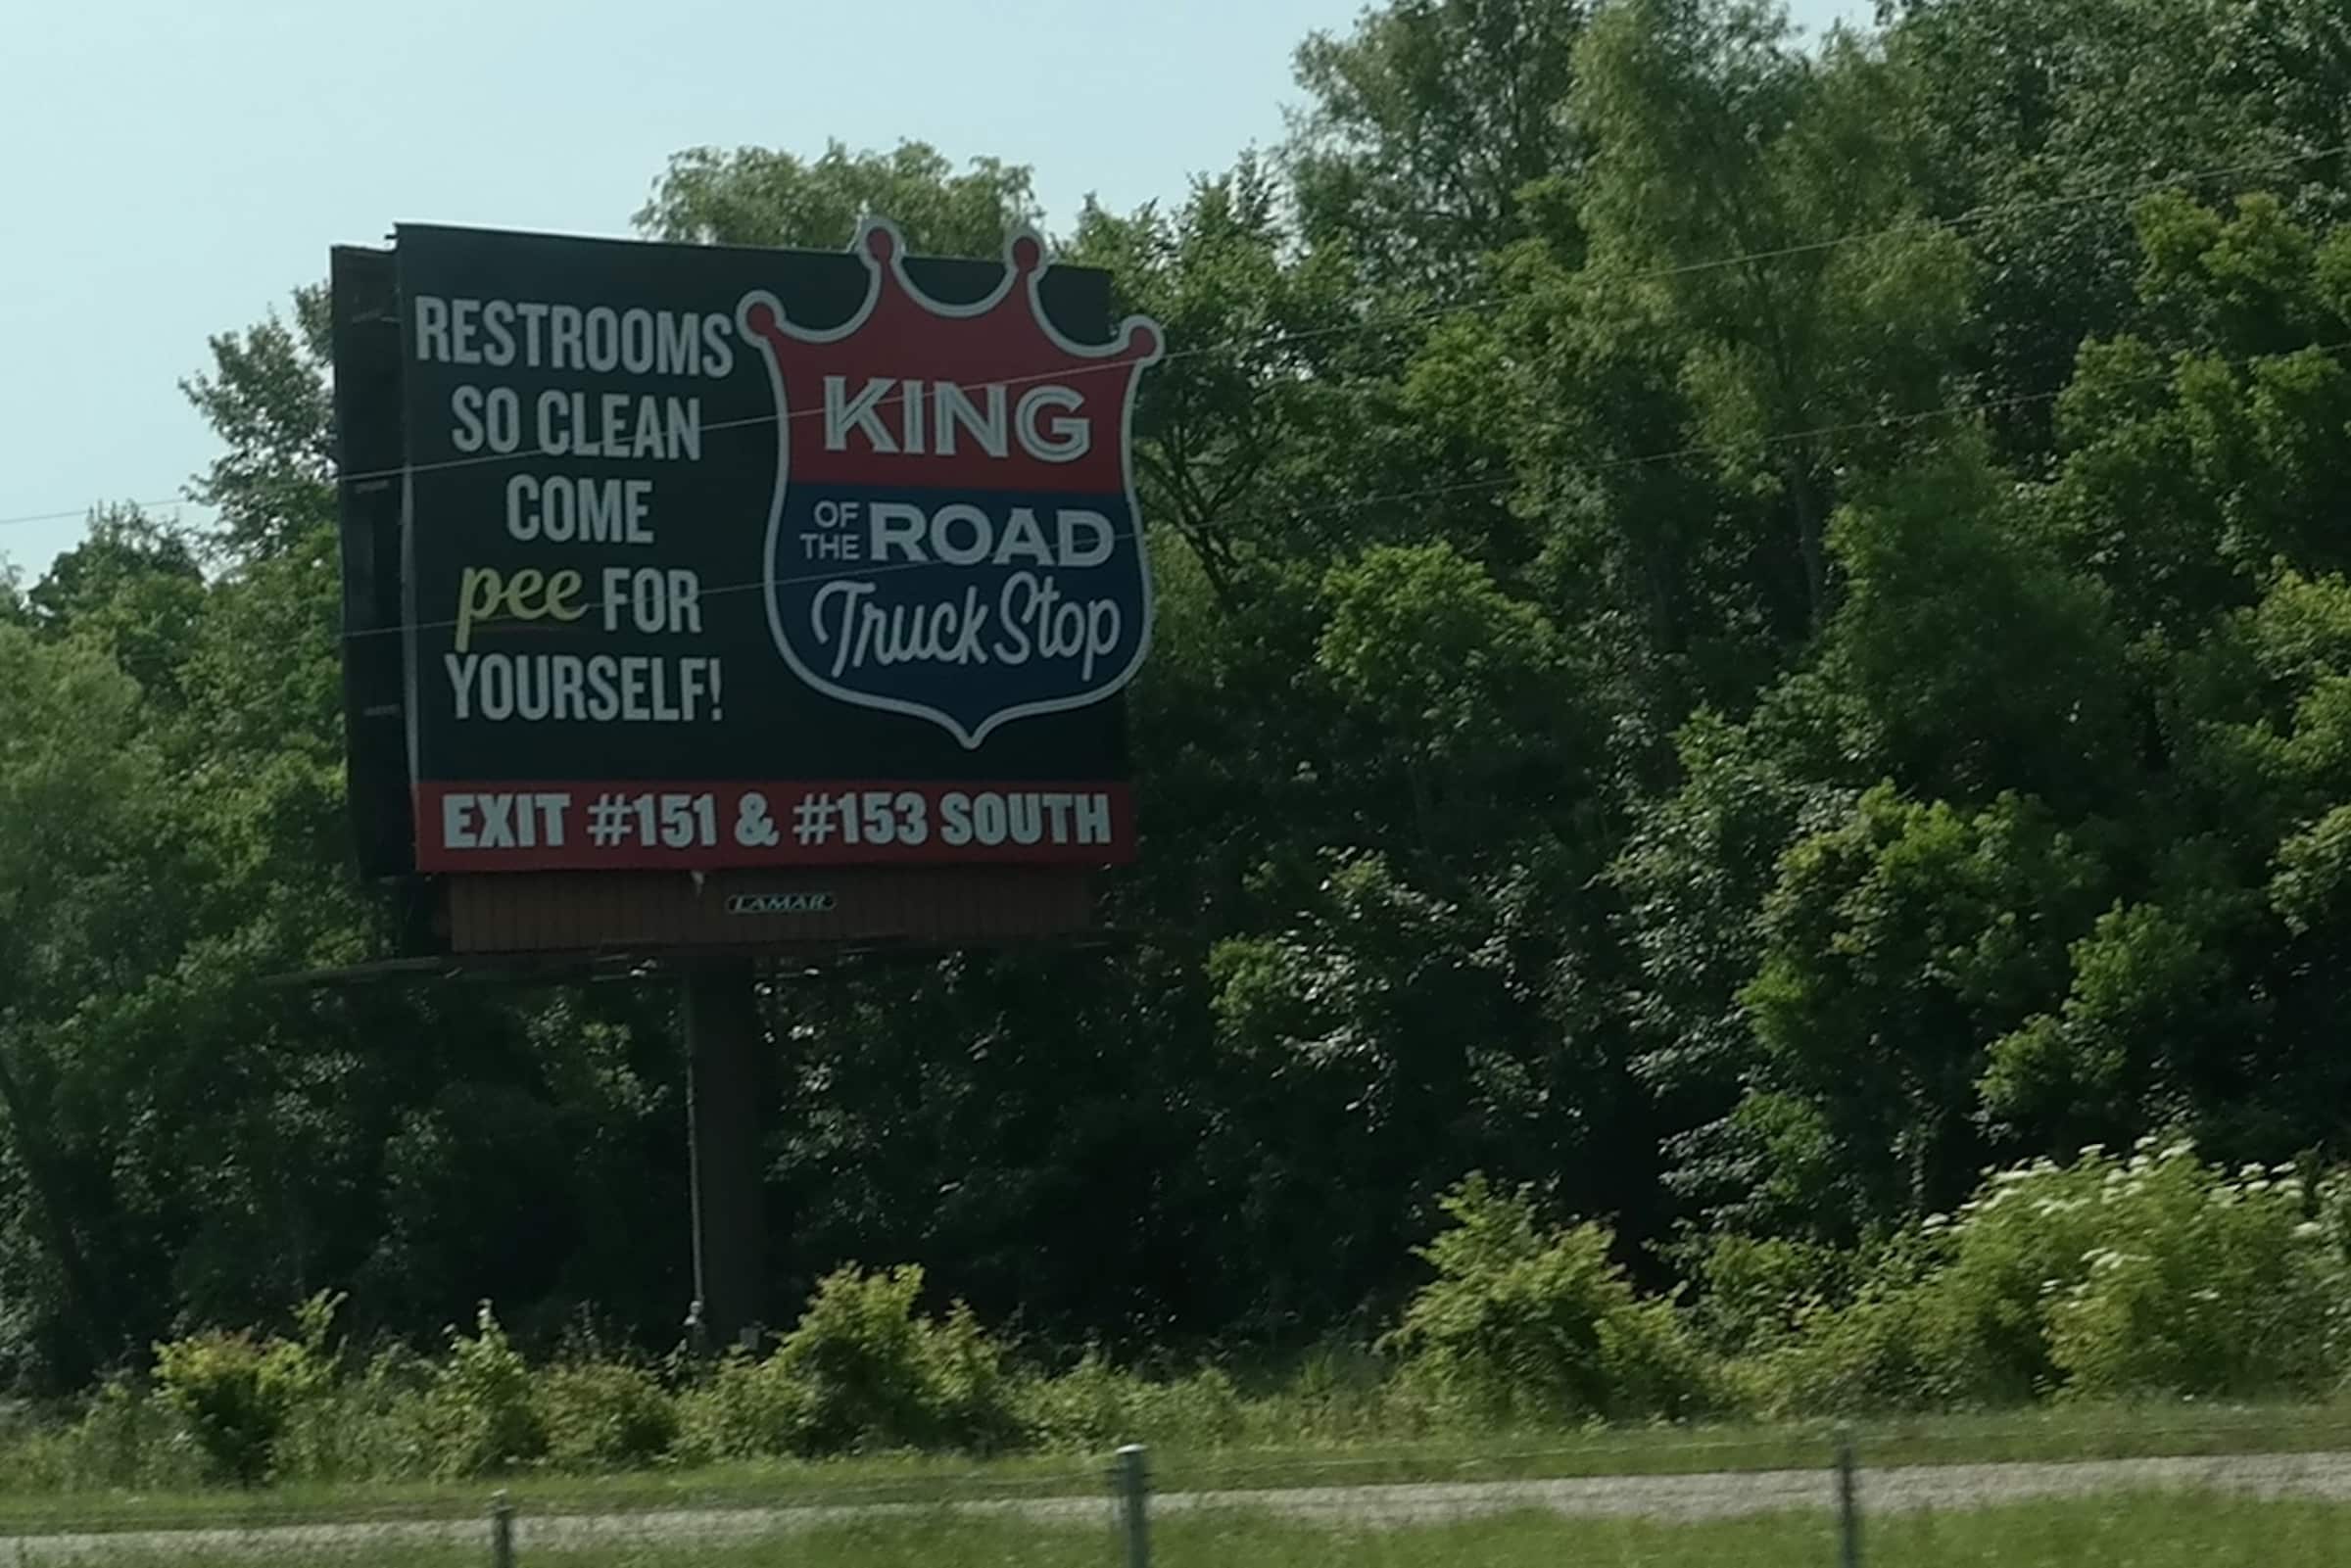 RESTROOMS
SO CLEAN
COME
pee FOR
YOURSELF!
KING
OF THE ROAD
Truck Stop
EXIT #151 & #153 SOUTH
LAMAR